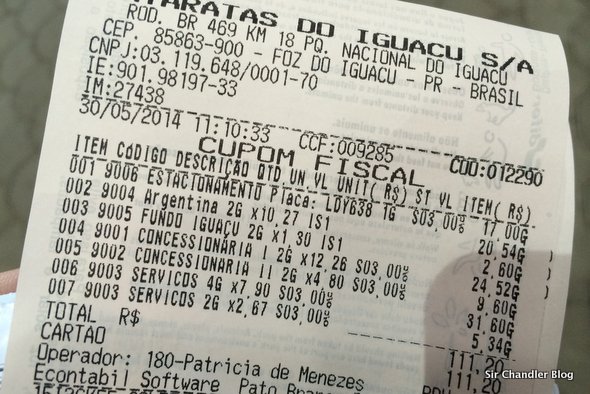 ATARATAS DO IGUACU S/A
ROD. BR 469 KM 18 PQ. NACIONAL DO IGUACU
CEP 85863-900 - FOZ DO IGUACU - PR - BRASIL
CNPJ:03.119.648/0001-70
IE:901.98197-33
IM:27438
30/05/2014 11:10:33 CCF:009285 COO:012290
CUPOM FISCAL
ITEM CÓDIGO DESCRIÇÃO QTD UN VL UNIT( R$) ST VL ITEM( R$)
001 9006 ESTACIONAMENTO Placa: LDY638 1G S03,00% 17,00G
002 9004 Argentina 2G x10,27 IS1 20,54G )
003 9005 FUNDO IGUAÇU 2G x1,30 IS1 2,60G
004 9001 CONCESSIONÁRIA I 2G x12,26 S03,00% 24,52G )
005 9002 CONCESSIONÁRIA II 2G x4,80 S03,00% 9,60G )
006 9003 SERVICOS 4G x7,90 S03,00% 31,60G
007 9003 SERVICOS 2G x2,67 S03,00% 5,34G
TOTAL R$ 111,20
CARTAO 111,20
Operador: 180-Patricia de Menezes
Econtabil Software Pato
Sir Chandler Blog